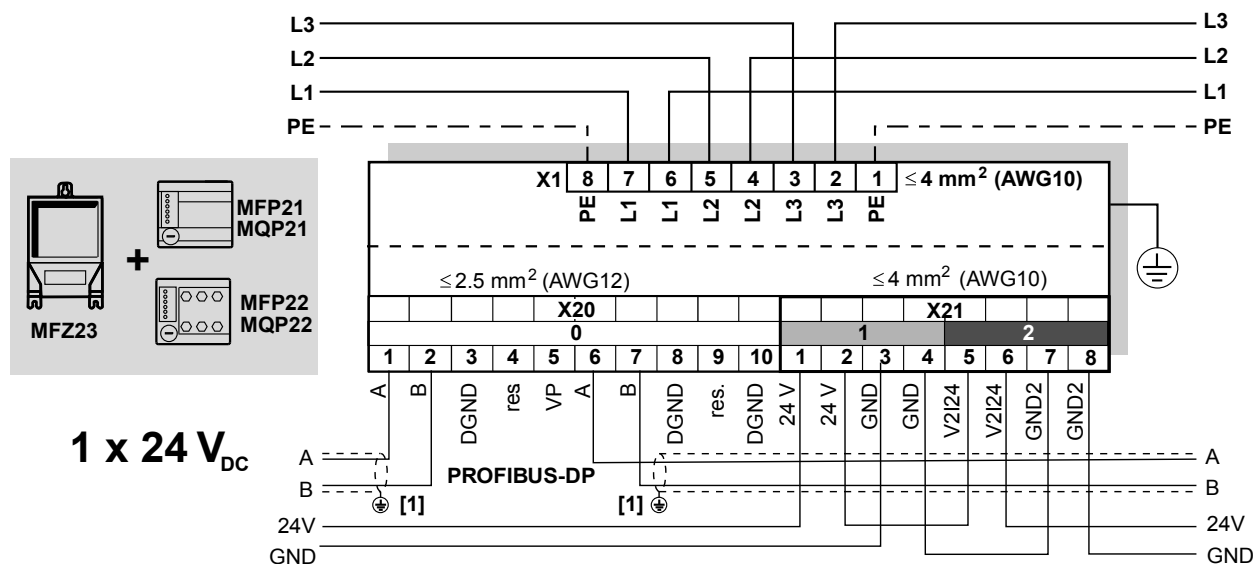 L3 L3
L2 L2
L1 L1
PE PE
X1 8 7 6 5 4 3 2 1 ≤ 4 mm² (AWG10)
PE L1 L1 L2 L2 L3 L3 PE
MFP21
MQP21
+
MFP22
MQP22
MFZ23
≤ 2.5 mm² (AWG12) ≤ 4 mm² (AWG10)
X20 X21
0 1 2
1 2 3 4 5 6 7 8 9 10 1 2 3 4 5 6 7 8
A B DGND res VP A B DGND res. DGND 24 V 24 V GND GND V2I24 V2I24 GND2 GND2
1 x 24 V DC
A PROFIBUS-DP A
B [1] [1] B
24V 24V
GND GND